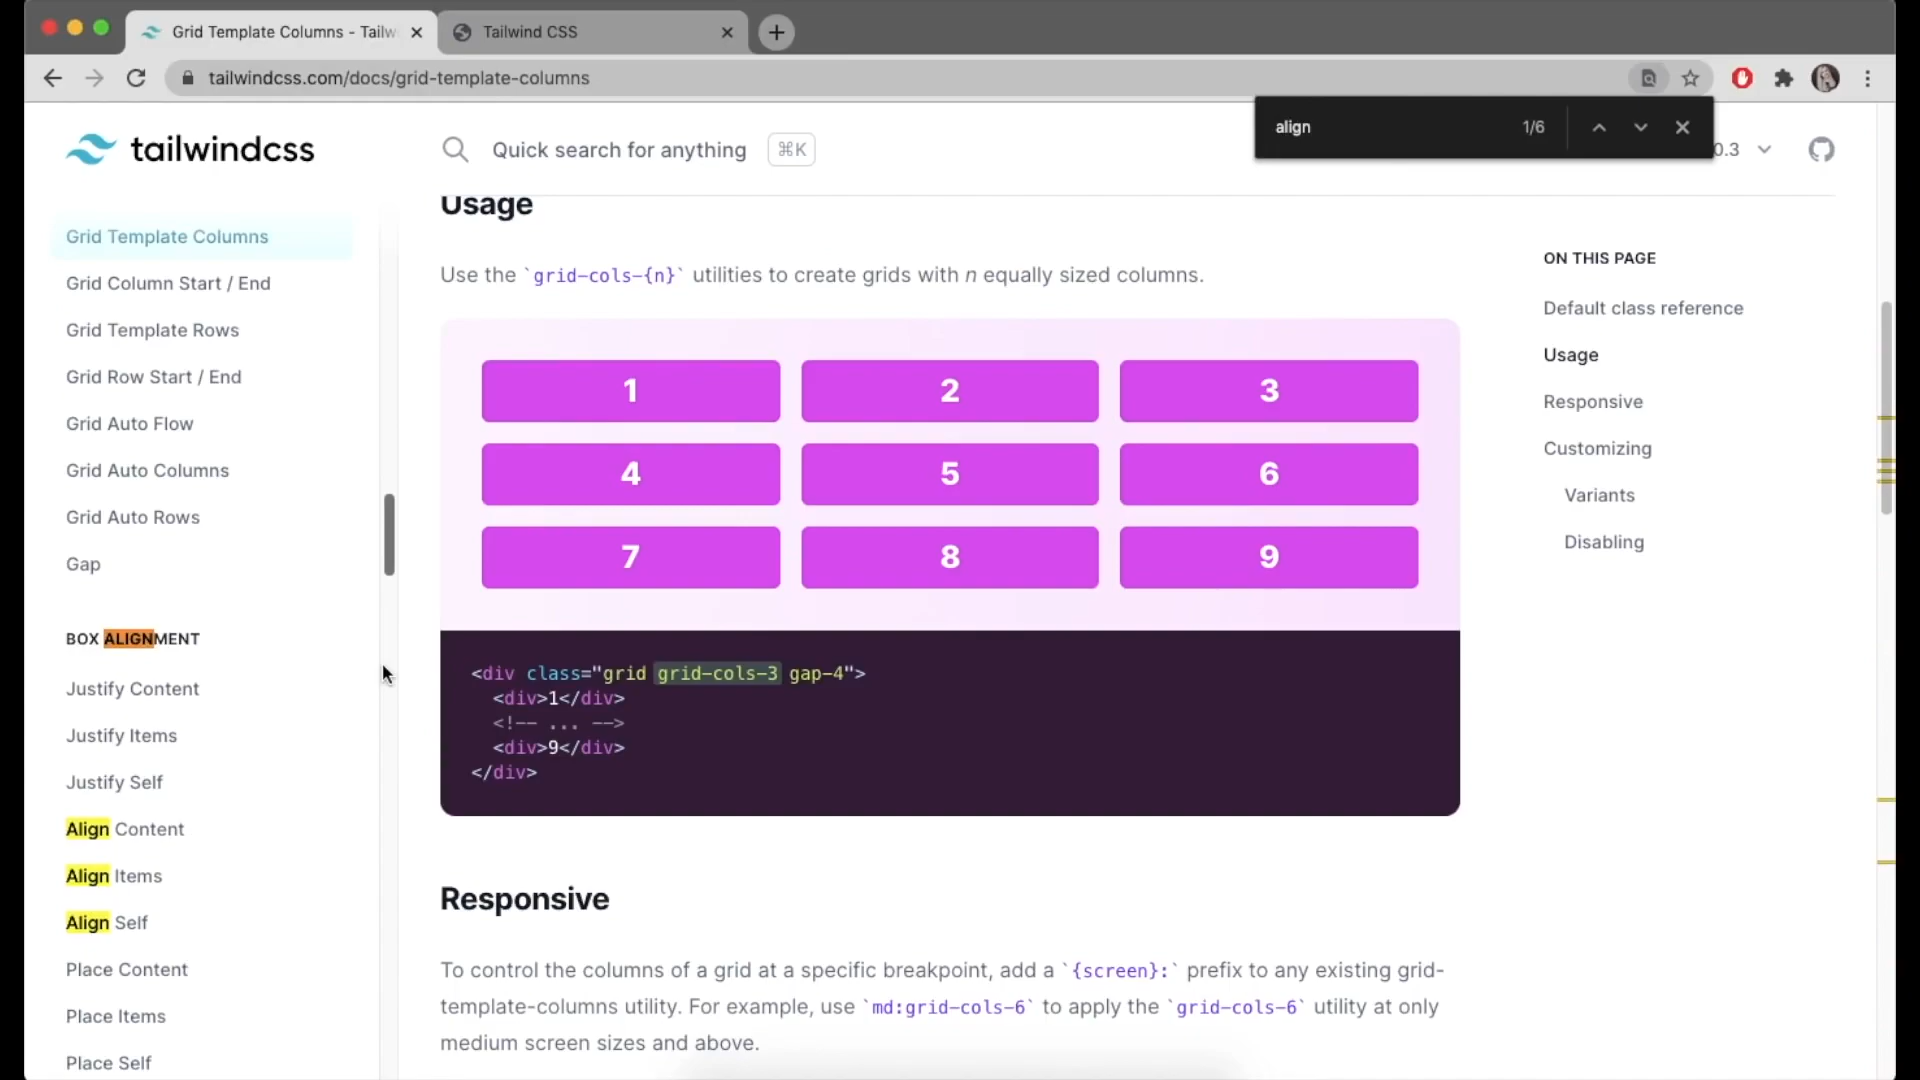 Grid Template Columns - Tailw
Tailwind CSS
tailwindcss.com/docs/grid-template-columns
align
1/6
tailwindcss
Quick search for anything
⌘K
0.3
Grid Template Columns
Grid Column Start / End
Grid Template Rows
Grid Row Start / End
Grid Auto Flow
Grid Auto Columns
Grid Auto Rows
Gap
BOX ALIGNMENT
Justify Content
Justify Items
Justify Self
Align Content
Align Items
Align Self
Place Content
Place Items
Place Self
Usage
Use the `grid-cols-{n}` utilities to create grids with n equally sized columns.
1 2 3
4 5 6
7 8 9
<div class="grid grid-cols-3 gap-4">
<div>1</div>
<!-- ... -->
<div>9</div>
</div>
Responsive
To control the columns of a grid at a specific breakpoint, add a `{screen}:` prefix to any existing grid-
template-columns utility. For example, use `md:grid-cols-6` to apply the `grid-cols-6` utility at only
medium screen sizes and above.
ON THIS PAGE
Default class reference
Usage
Responsive
Customizing
Variants
Disabling